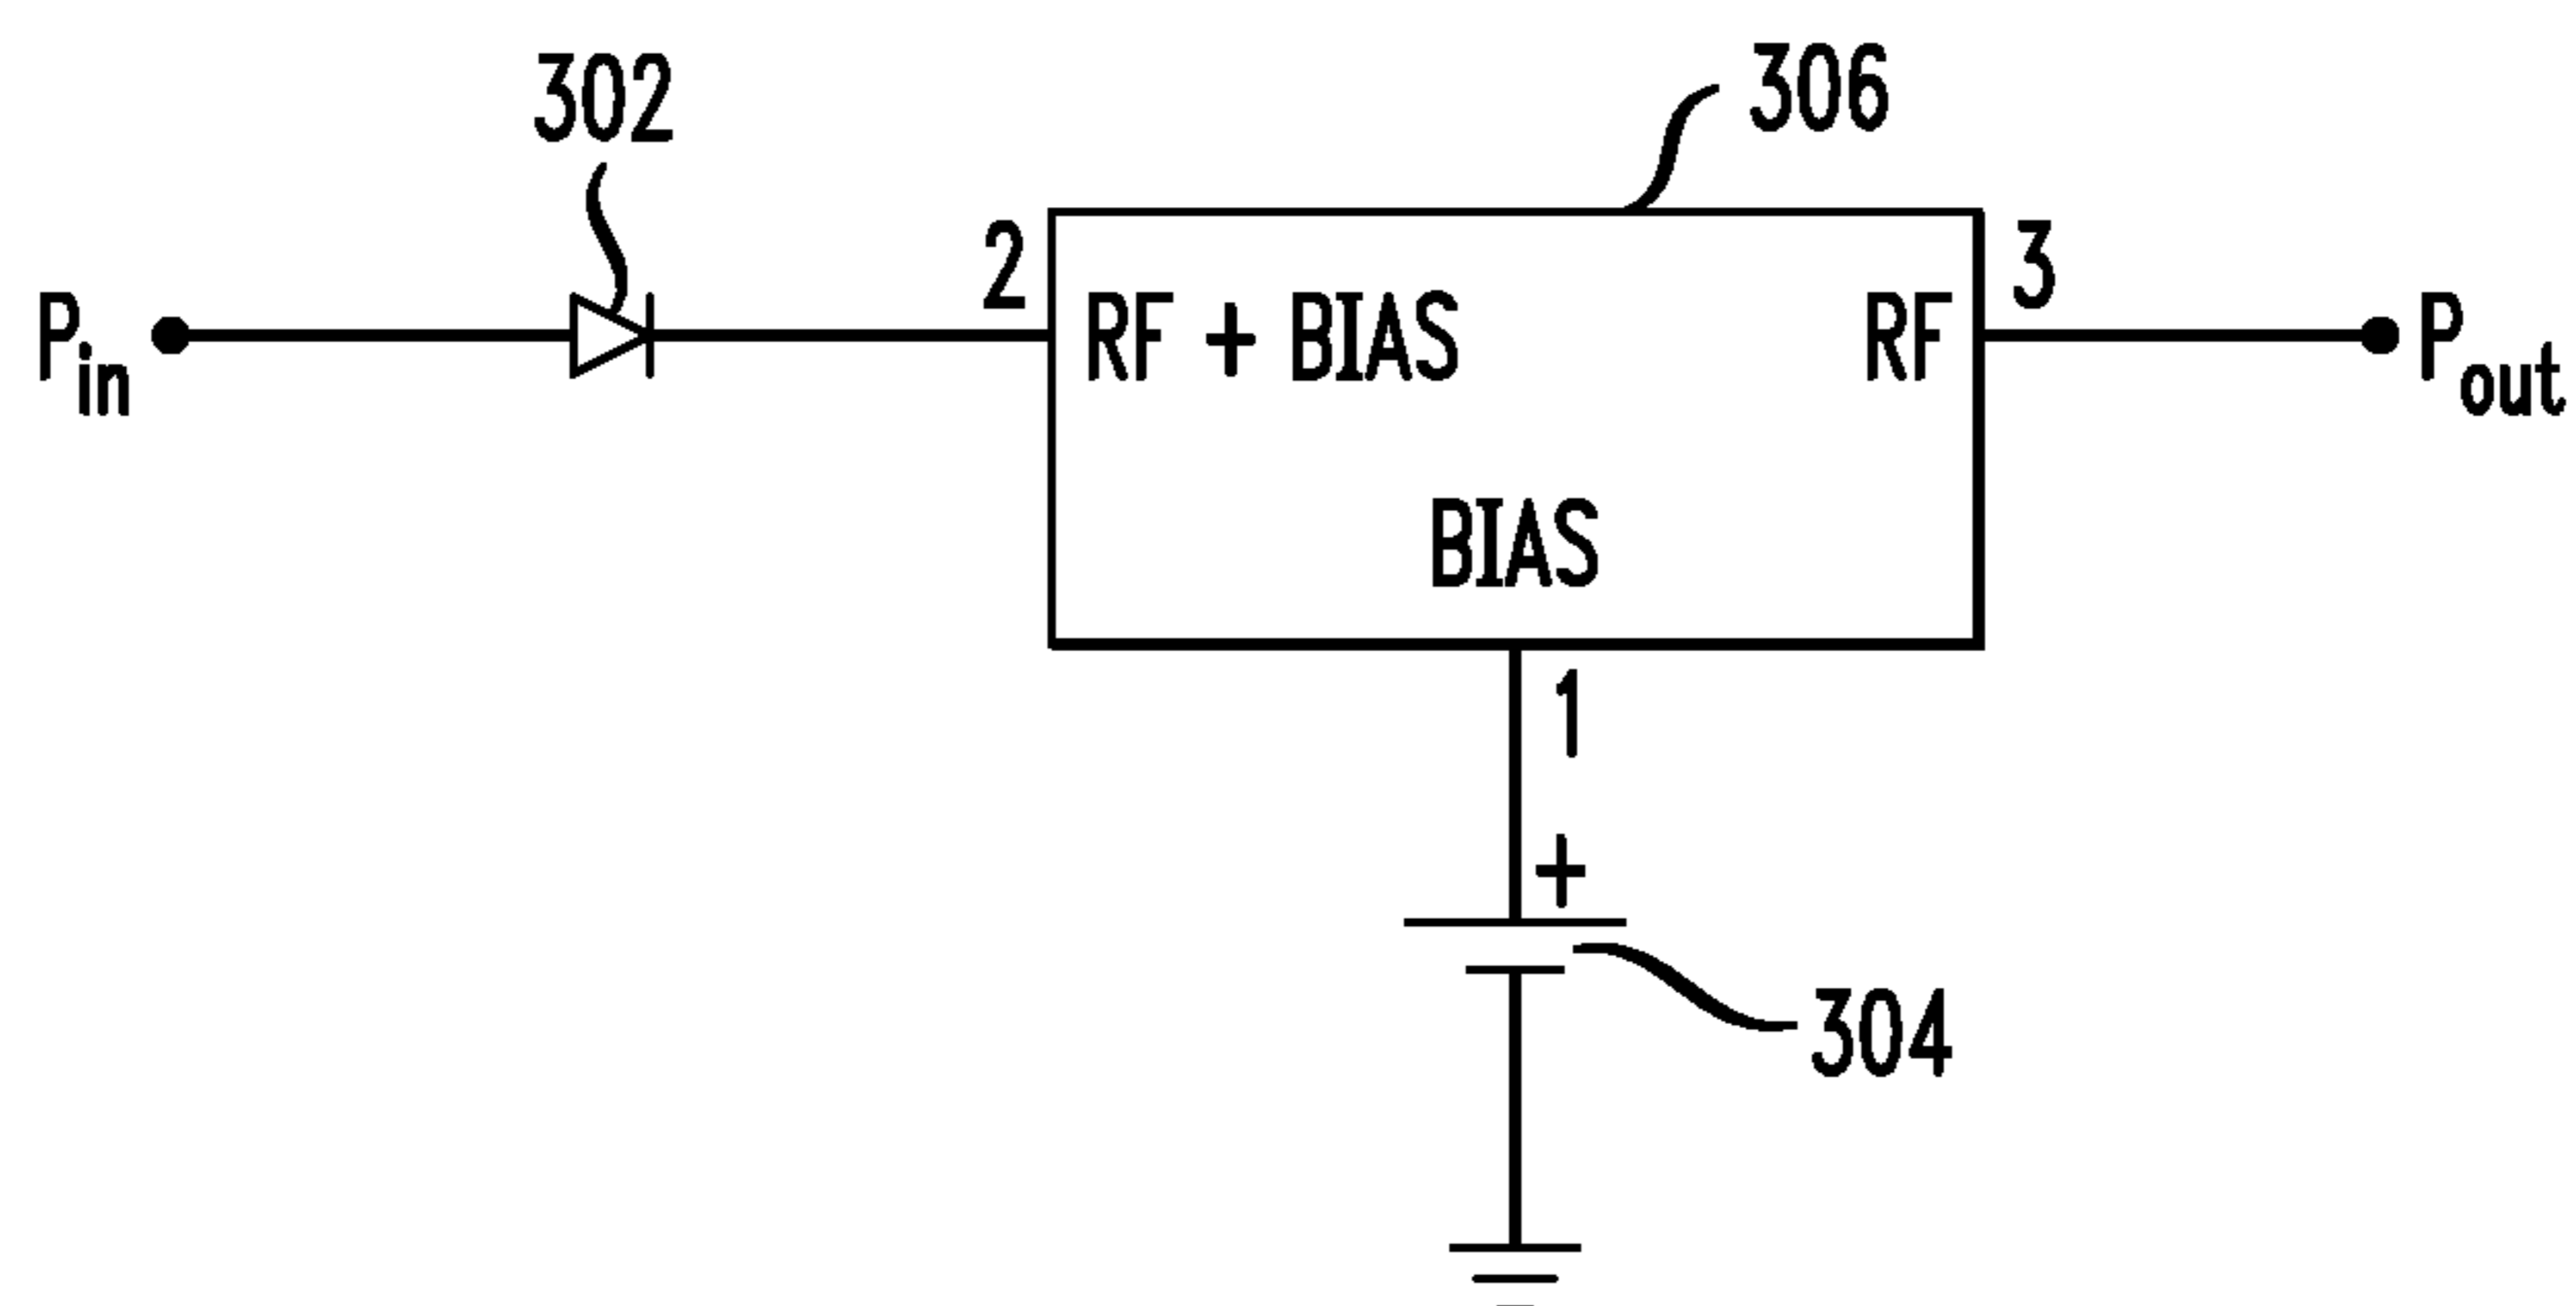 302
306
2
3
P_in
RF + BIAS
RF
P_out
BIAS
1
+
304